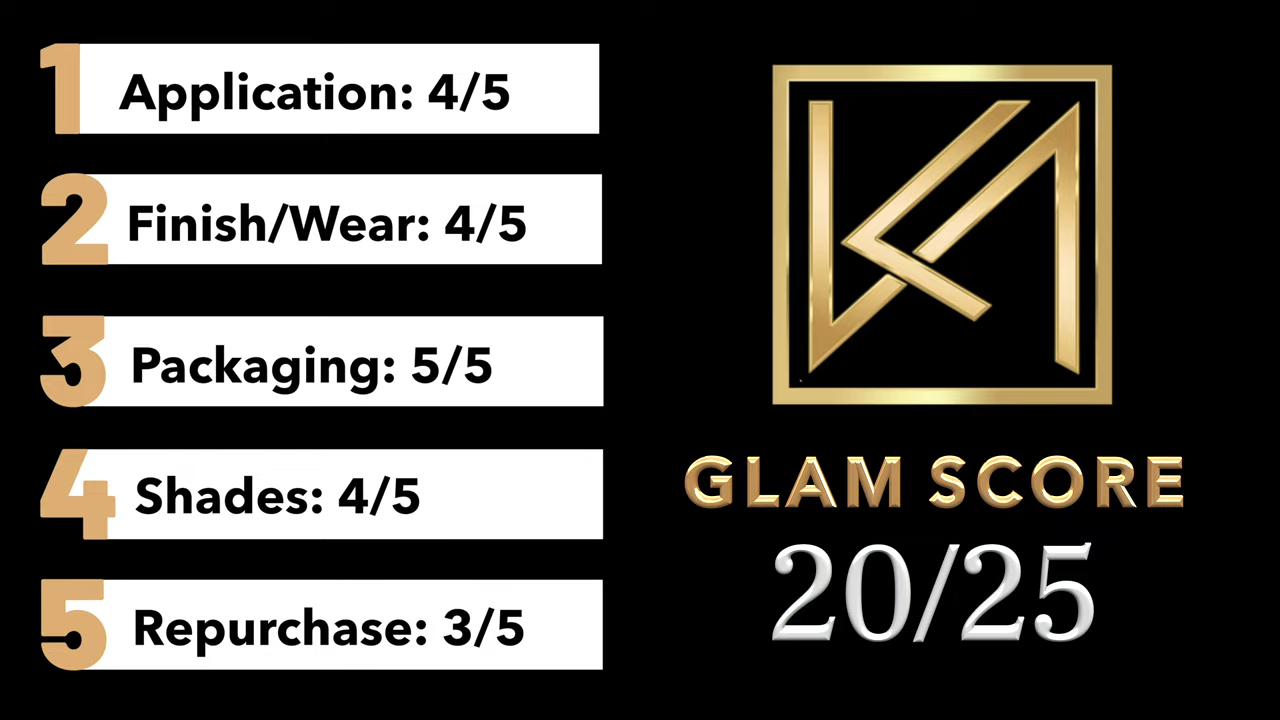 1 Application: 4/5
2 Finish/Wear: 4/5
3 Packaging: 5/5
4 Shades: 4/5
5 Repurchase: 3/5
KA
GLAM SCORE
20/25